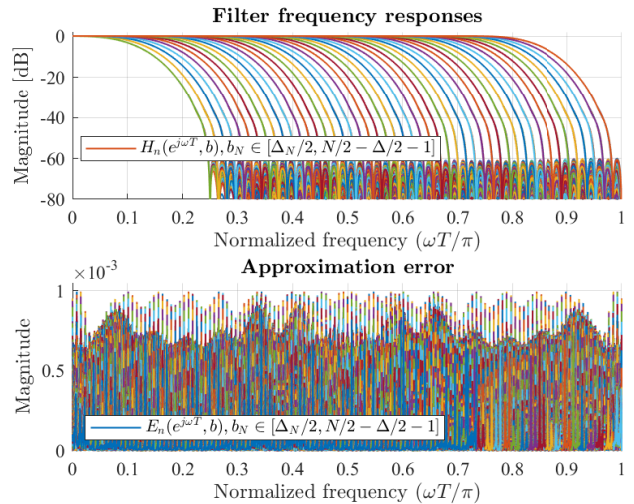 Filter frequency responses
0
-20
-40
-60
-80
Magnitude [dB]
H_n(e^{jωT}, b), b_N ∈ [Δ_N/2, N/2 − Δ/2 − 1]
0 0.1 0.2 0.3 0.4 0.5 0.6 0.7 0.8 0.9 1
Normalized frequency (ωT/π)
Approximation error
×10^{-3}
1
0.5
0
Magnitude
E_n(e^{jωT}, b), b_N ∈ [Δ_N/2, N/2 − Δ/2 − 1]
0 0.1 0.2 0.3 0.4 0.5 0.6 0.7 0.8 0.9 1
Normalized frequency (ωT/π)